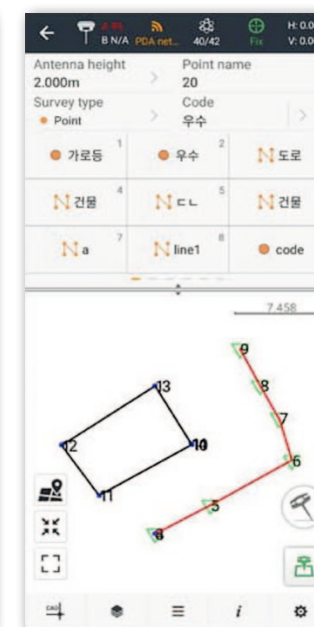 H:0.0
B N/A PDA net... 40/42 Fix V:0.0
Antenna height Point name
2.000m 20
Survey type Code
Point 우수
가로등 1 우수 2 도로
건물 4 ㄷㄴ 5 건물
a 7 line1 8 code
7.458
9
8
13
7
12
6
11
5
CAD